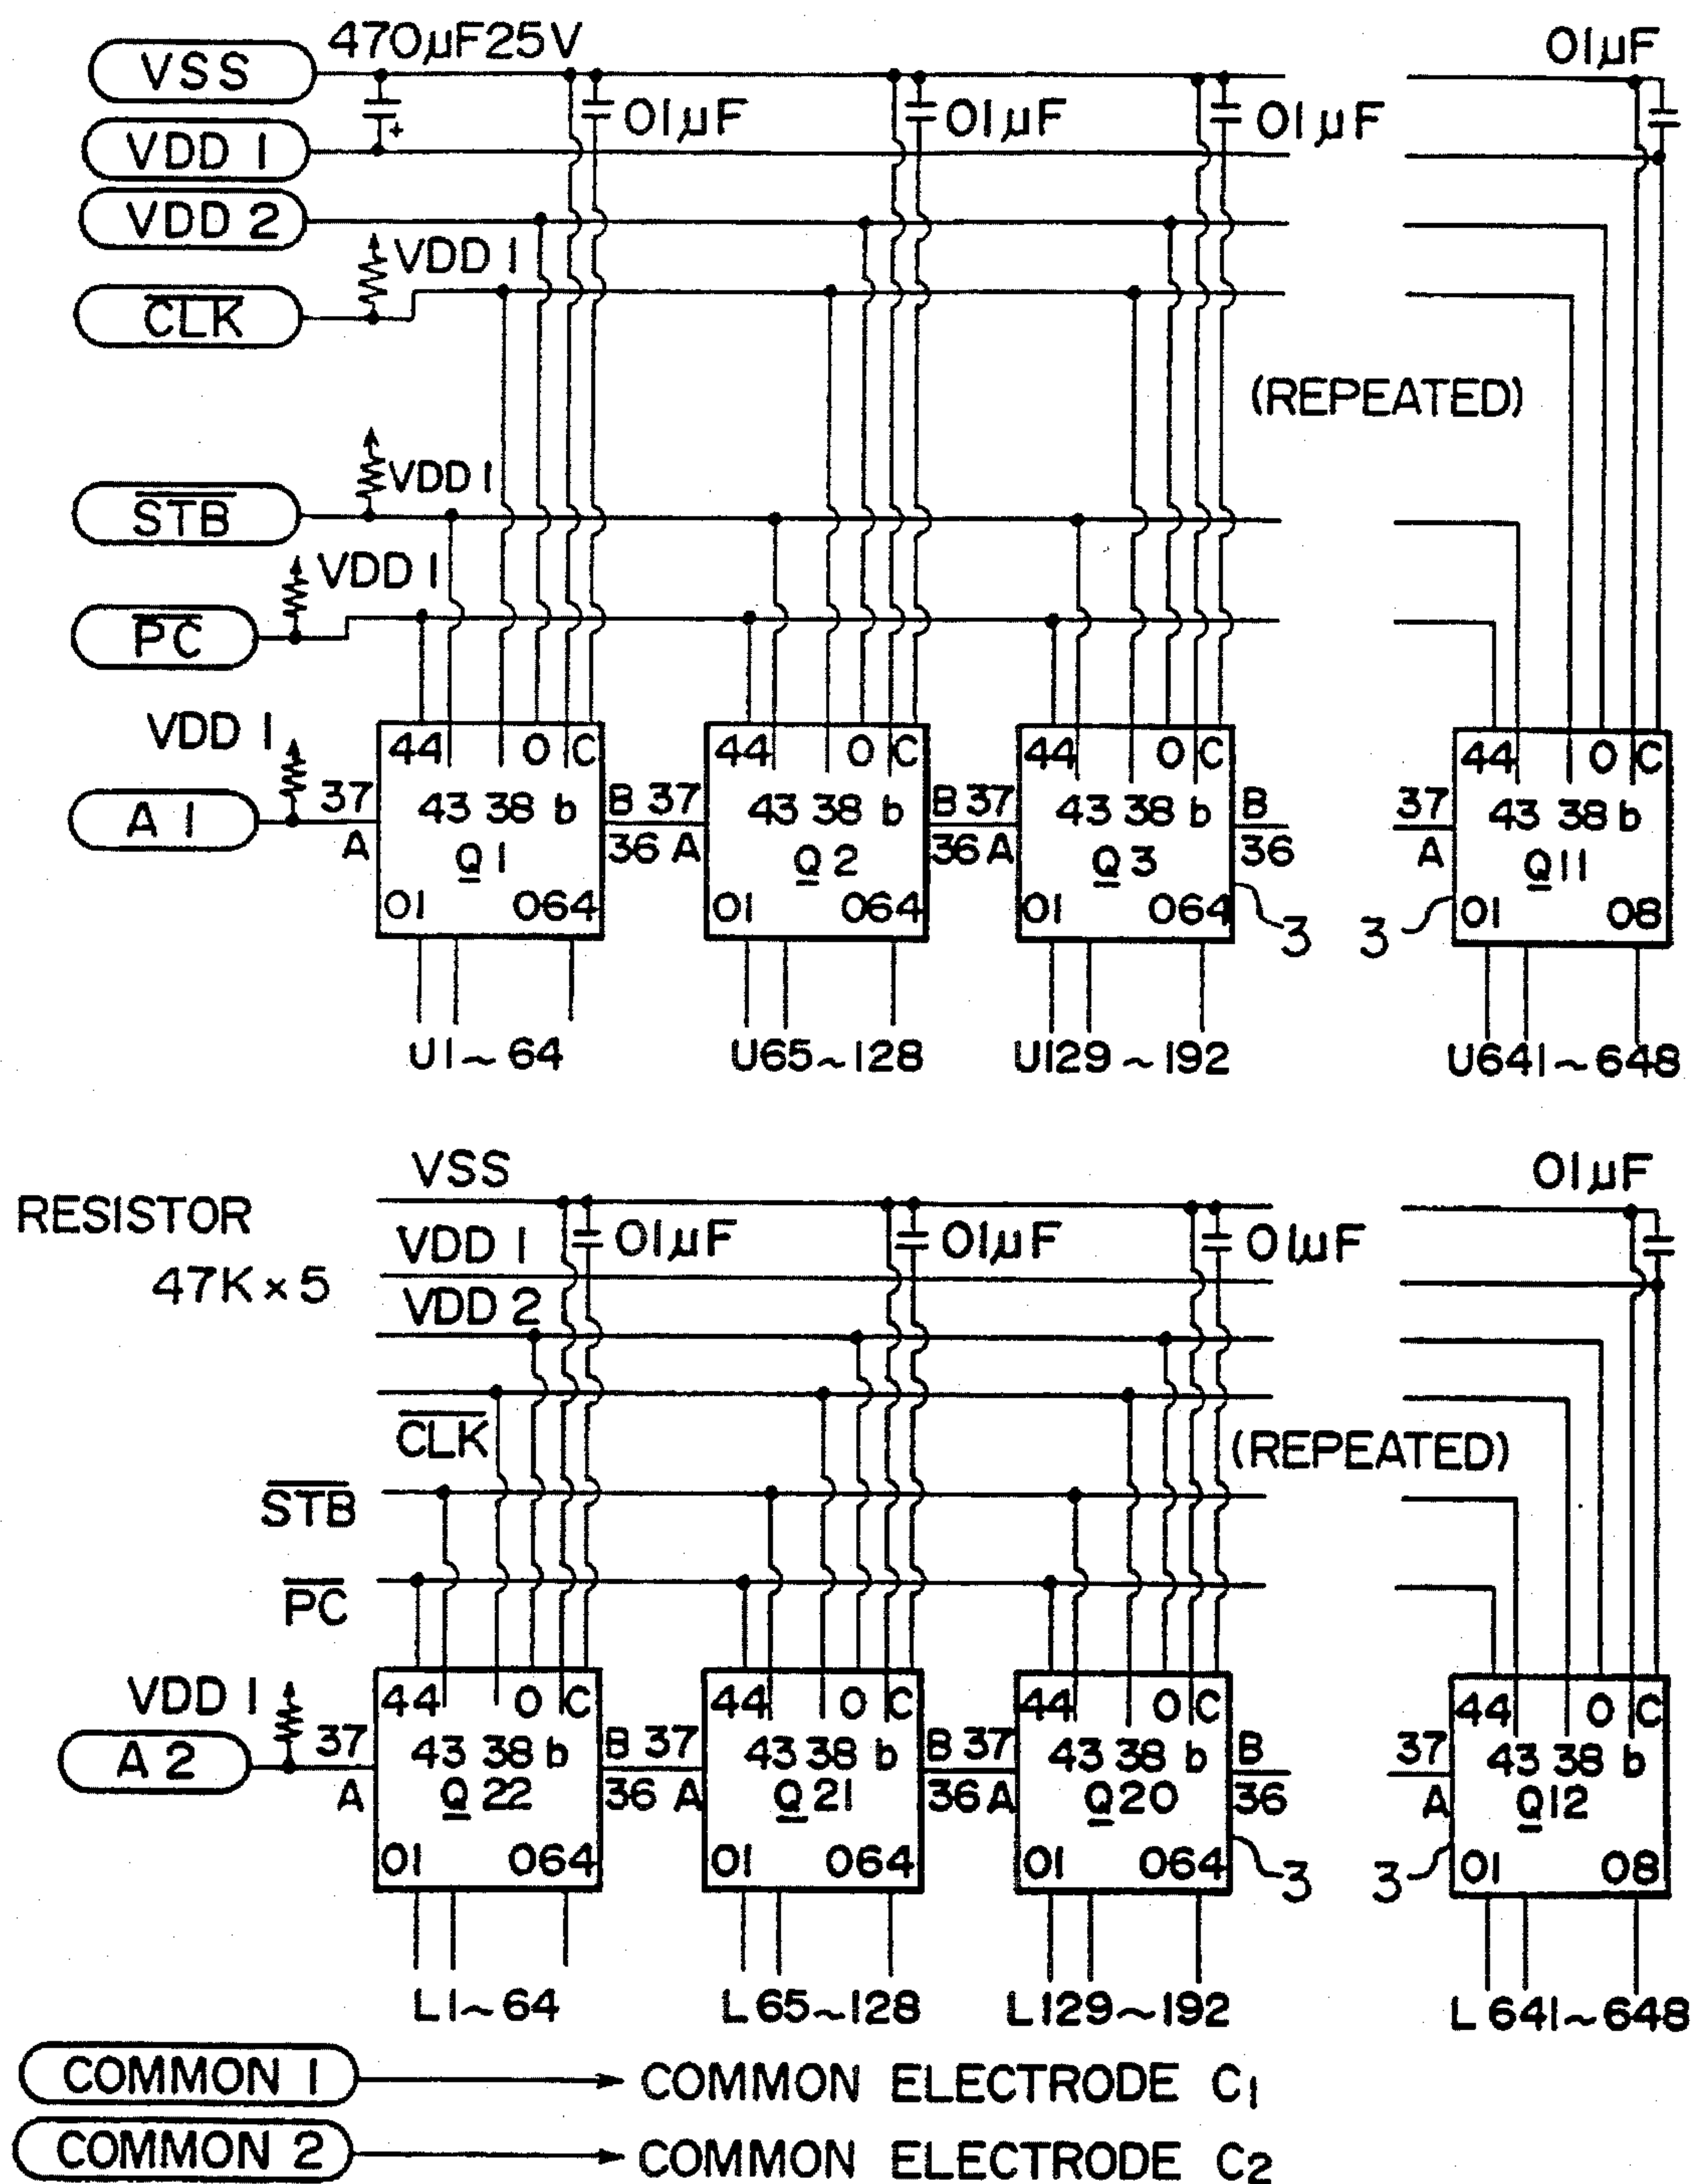 470µF25V
01µF
VSS
01µF
01µF
01µF
VDD 1
VDD 2
VDD 1
CLK
(REPEATED)
VDD 1
STB
VDD 1
PC
VDD 1
44 0 C
44 0 C
44 0 C
44 0 C
37
43 38 b
B 37
43 38 b
B 37
43 38 b
B
37
43 38 b
A 1
A
Q 1
36 A
Q 2
36 A
Q 3
36
A
Q 11
01 064
01 064
01 064
01 08
3
3
U1~64
U65~128
U129~192
U641~648
VSS
01µF
RESISTOR
01µF
01µF
01µF
VDD 1
47K×5
VDD 2
CLK
(REPEATED)
STB
PC
VDD 1
44 0 C
44 0 C
44 0 C
44 0 C
37
43 38 b
B 37
43 38 b
B 37
43 38 b
B
37
43 38 b
A 2
A
Q 22
36 A
Q 21
36 A
Q 20
36
A
Q 12
01 064
01 064
01 064
01 08
3
3
L1~64
L65~128
L129~192
L641~648
COMMON 1
COMMON ELECTRODE C1
COMMON 2
COMMON ELECTRODE C2